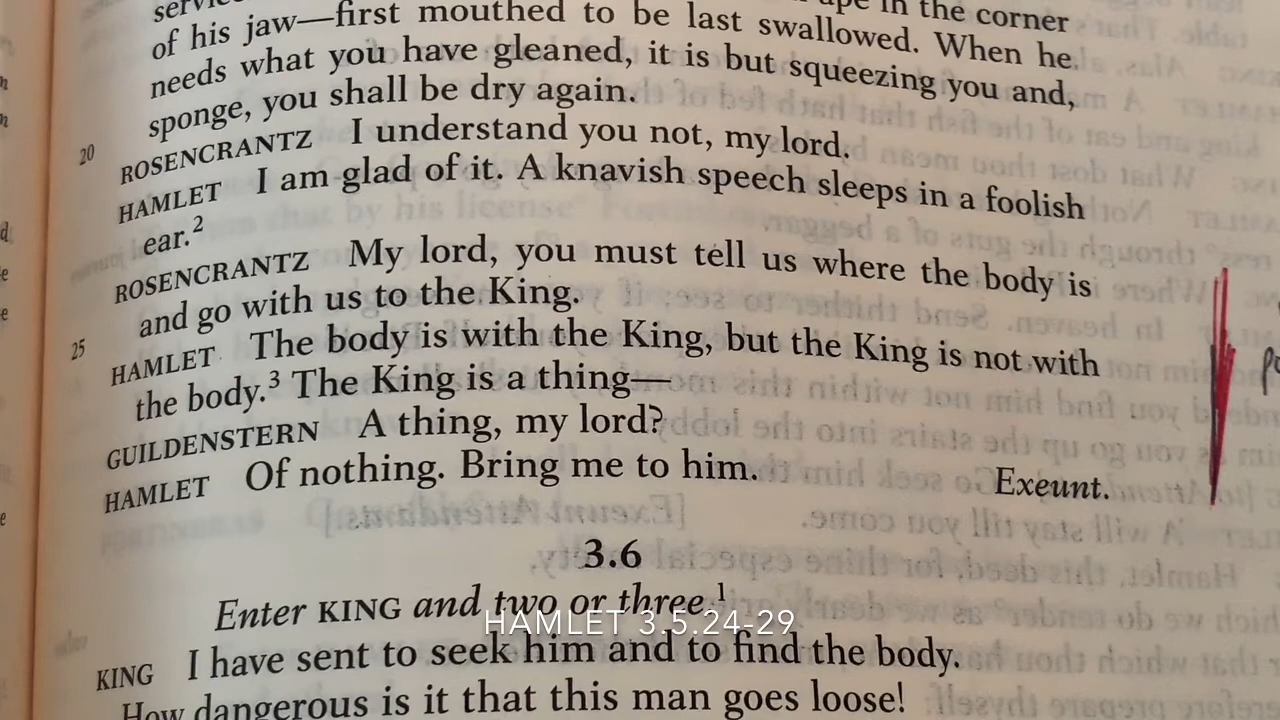 in the corner
of his jaw—first mouthed to be last swallowed. When he
needs what you have gleaned, it is but squeezing you and,
sponge, you shall be dry again.
20 ROSENCRANTZ I understand you not, my lord.
HAMLET I am glad of it. A knavish speech sleeps in a foolish
ear.2
ROSENCRANTZ My lord, you must tell us where the body is
and go with us to the King.
25 HAMLET The body is with the King, but the King is not with
the body.3 The King is a thing—
GUILDENSTERN A thing, my lord?
HAMLET Of nothing. Bring me to him. Exeunt.
3.6
Enter KING and two or three.1
HAMLET 3.5.24-29
KING I have sent to seek him and to find the body.
How dangerous is it that this man goes loose!